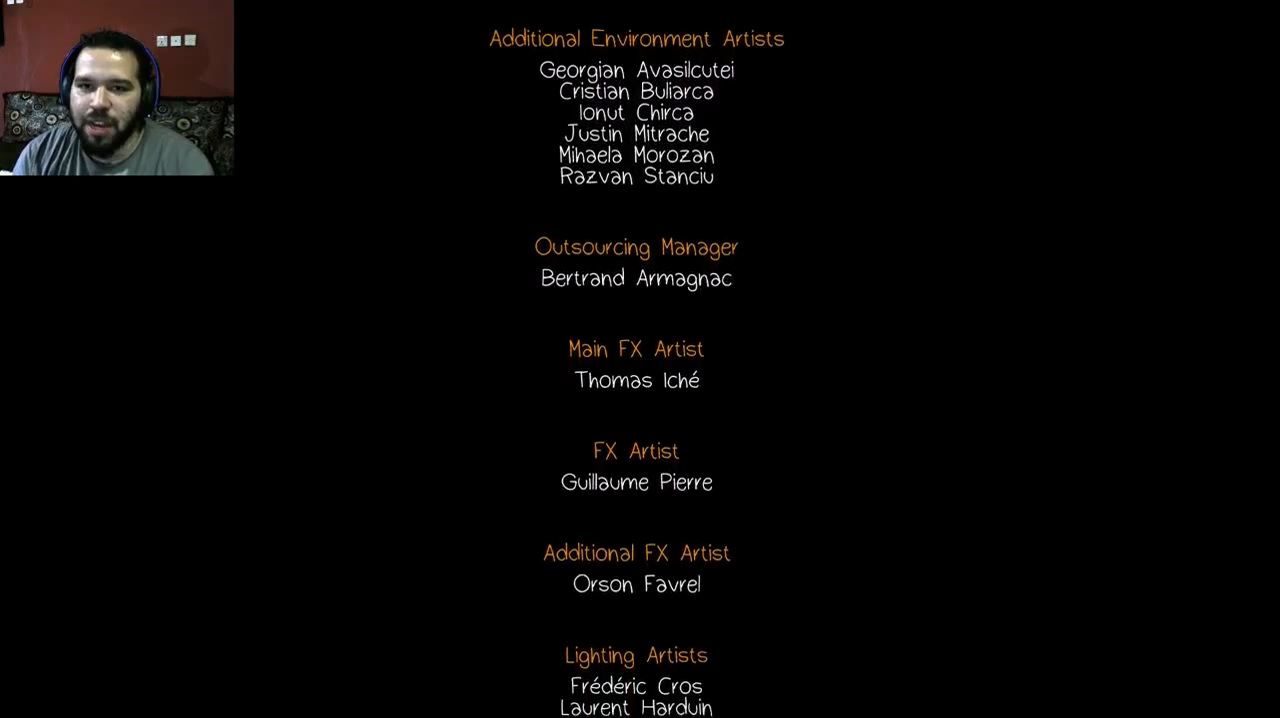 Additional Environment Artists
Georgian Avasilcutei
Cristian Buliarca
Ionut Chirca
Justin Mitrache
Mihaela Morozan
Razvan Stanciu
Outsourcing Manager
Bertrand Armagnac
Main FX Artist
Thomas Iché
FX Artist
Guillaume Pierre
Additional FX Artist
Orson Favrel
Lighting Artists
Frédéric Cros
Laurent Harduin